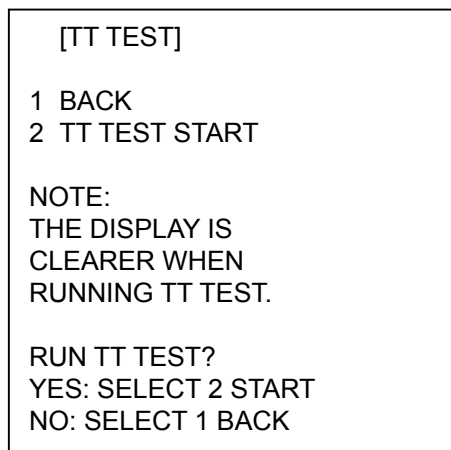 [TT TEST]
1 BACK
2 TT TEST START
NOTE:
THE DISPLAY IS
CLEARER WHEN
RUNNING TT TEST.
RUN TT TEST?
YES: SELECT 2 START
NO: SELECT 1 BACK